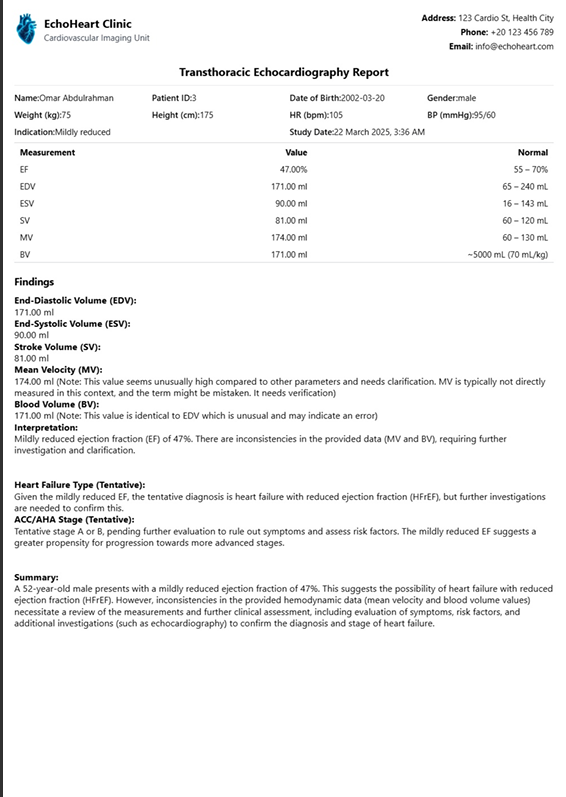 EchoHeart Clinic
Cardiovascular Imaging Unit
Address: 123 Cardio St, Health City
Phone: +20 123 456 789
Email: info@echoheart.com
Transthoracic Echocardiography Report
Name:Omar Abdulrahman Patient ID:3 Date of Birth:2002-03-20 Gender:male
Weight (kg):75 Height (cm):175 HR (bpm):105 BP (mmHg):95/60
Indication:Mildly reduced Study Date:22 March 2025, 3:36 AM
Measurement Value Normal
EF 47.00% 55 – 70%
EDV 171.00 ml 65 – 240 mL
ESV 90.00 ml 16 – 143 mL
SV 81.00 ml 60 – 120 mL
MV 174.00 ml 60 – 130 mL
BV 171.00 ml ~5000 mL (70 mL/kg)
Findings
End-Diastolic Volume (EDV):
171.00 ml
End-Systolic Volume (ESV):
90.00 ml
Stroke Volume (SV):
81.00 ml
Mean Velocity (MV):
174.00 ml (Note: This value seems unusually high compared to other parameters and needs clarification. MV is typically not directly
measured in this context, and the term might be mistaken. It needs verification)
Blood Volume (BV):
171.00 ml (Note: This value is identical to EDV which is unusual and may indicate an error)
Interpretation:
Mildly reduced ejection fraction (EF) of 47%. There are inconsistencies in the provided data (MV and BV), requiring further
investigation and clarification.
Heart Failure Type (Tentative):
Given the mildly reduced EF, the tentative diagnosis is heart failure with reduced ejection fraction (HFrEF), but further investigations
are needed to confirm this.
ACC/AHA Stage (Tentative):
Tentative stage A or B, pending further evaluation to rule out symptoms and assess risk factors. The mildly reduced EF suggests a
greater propensity for progression towards more advanced stages.
Summary:
A 52-year-old male presents with a mildly reduced ejection fraction of 47%. This suggests the possibility of heart failure with reduced
ejection fraction (HFrEF). However, inconsistencies in the provided hemodynamic data (mean velocity and blood volume values)
necessitate a review of the measurements and further clinical assessment, including evaluation of symptoms, risk factors, and
additional investigations (such as echocardiography) to confirm the diagnosis and stage of heart failure.